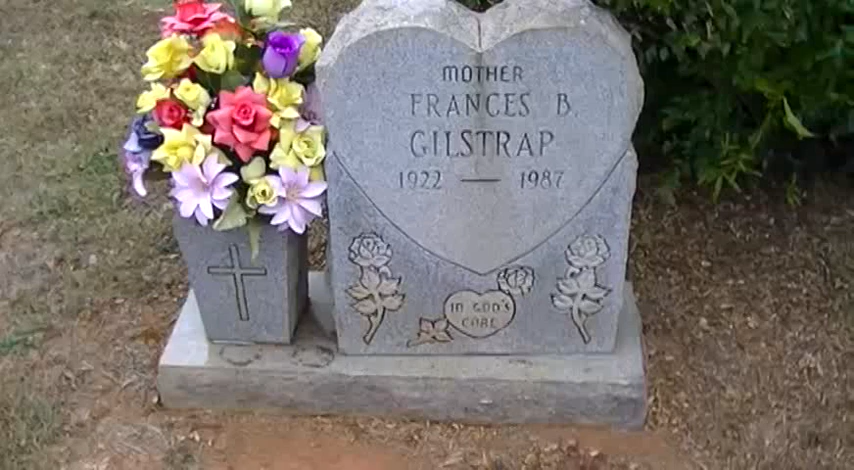 MOTHER
FRANCES B.
GILSTRAP
1922 — 1987
IN GOD'S
CARE